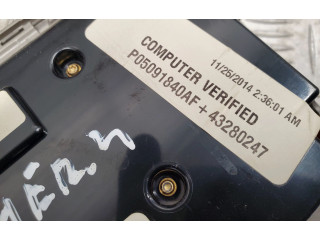 COMPUTER VERIFIED
11/25/2014 2:36:01 AM
P05091840AF + 43280247